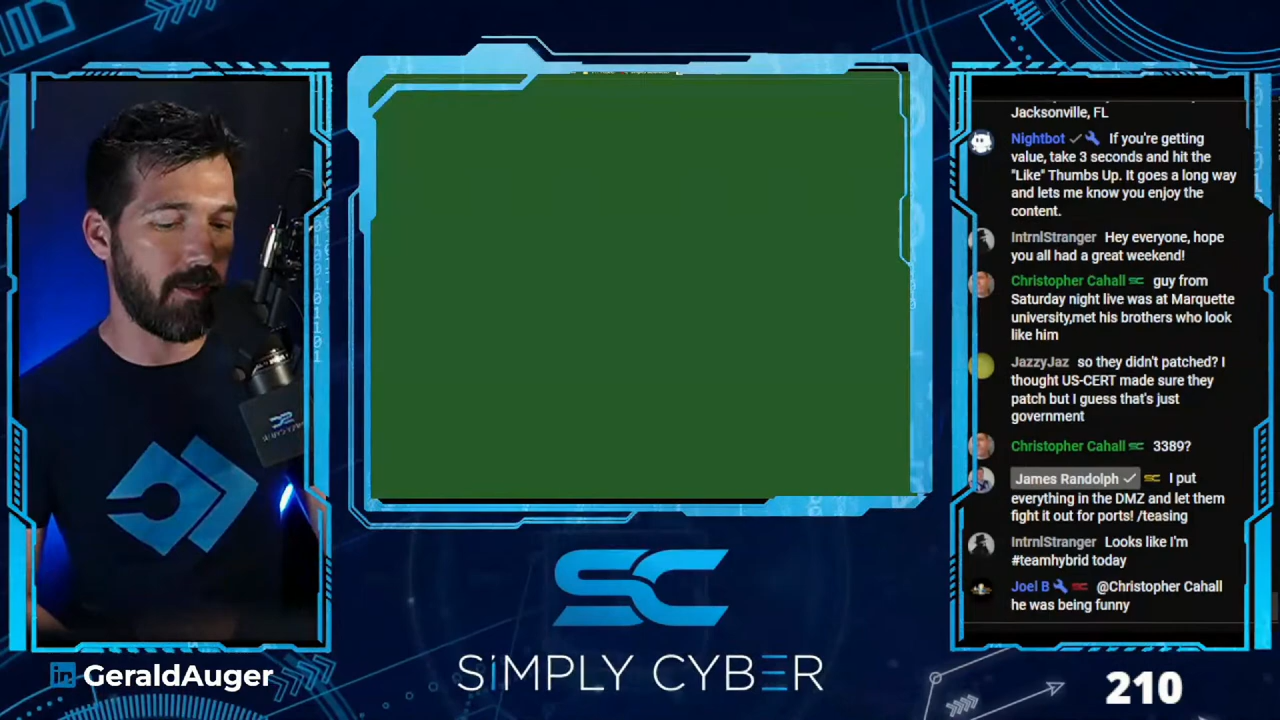 in GeraldAuger
SC
SiMPLY CYBER
Jacksonville, FL
Nightbot If you're getting
value, take 3 seconds and hit the
"Like" Thumbs Up. It goes a long way
and lets me know you enjoy the
content.
IntrnlStranger Hey everyone, hope
you all had a great weekend!
Christopher Cahall guy from
Saturday night live was at Marquette
university,met his brothers who look
like him
JazzyJaz so they didn't patched? I
thought US-CERT made sure they
patch but I guess that's just
government
Christopher Cahall 3389?
James Randolph I put
everything in the DMZ and let them
fight it out for ports! /teasing
IntrnlStranger Looks like I'm
#teamhybrid today
Joel B @Christopher Cahall
he was being funny
210